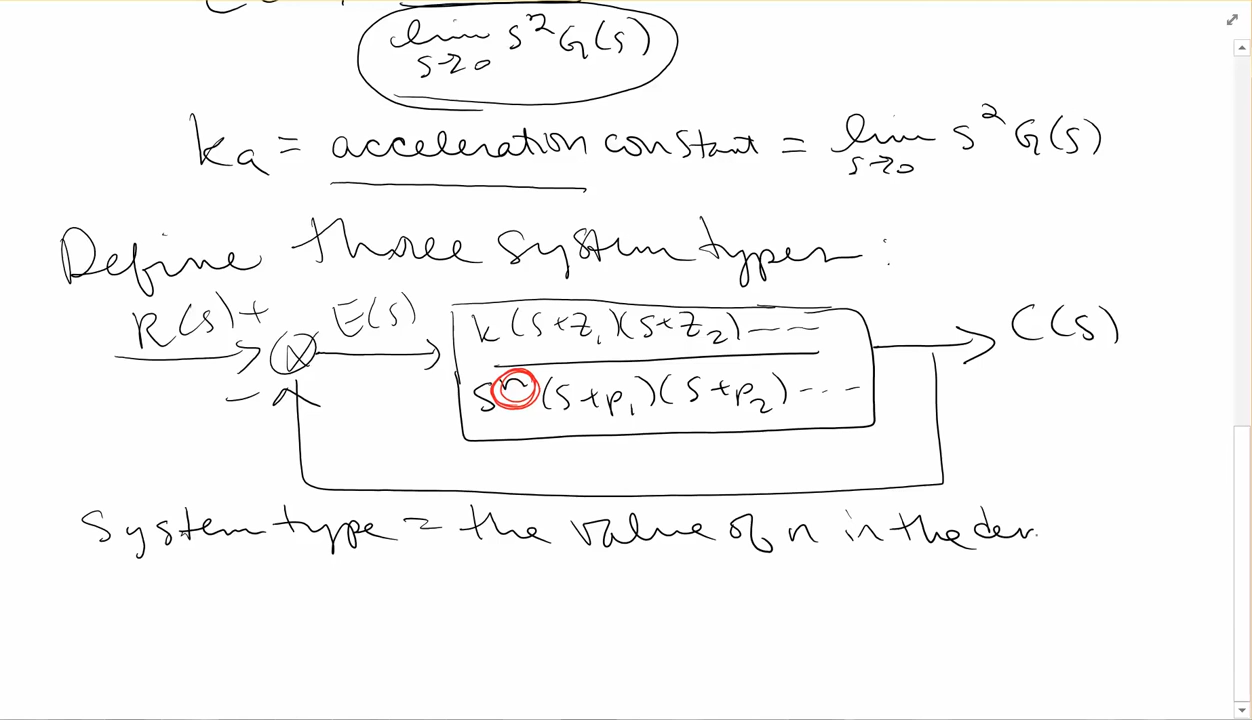 lim s²G(s)
s→0
ka = acceleration constant = lim s²G(s)
s→0
Define three system types:
R(s) + E(s) k(s+z₁)(s+z₂)--- C(s)
- sⁿ(s+p₁)(s+p₂)---
System type = the value of n in the den.